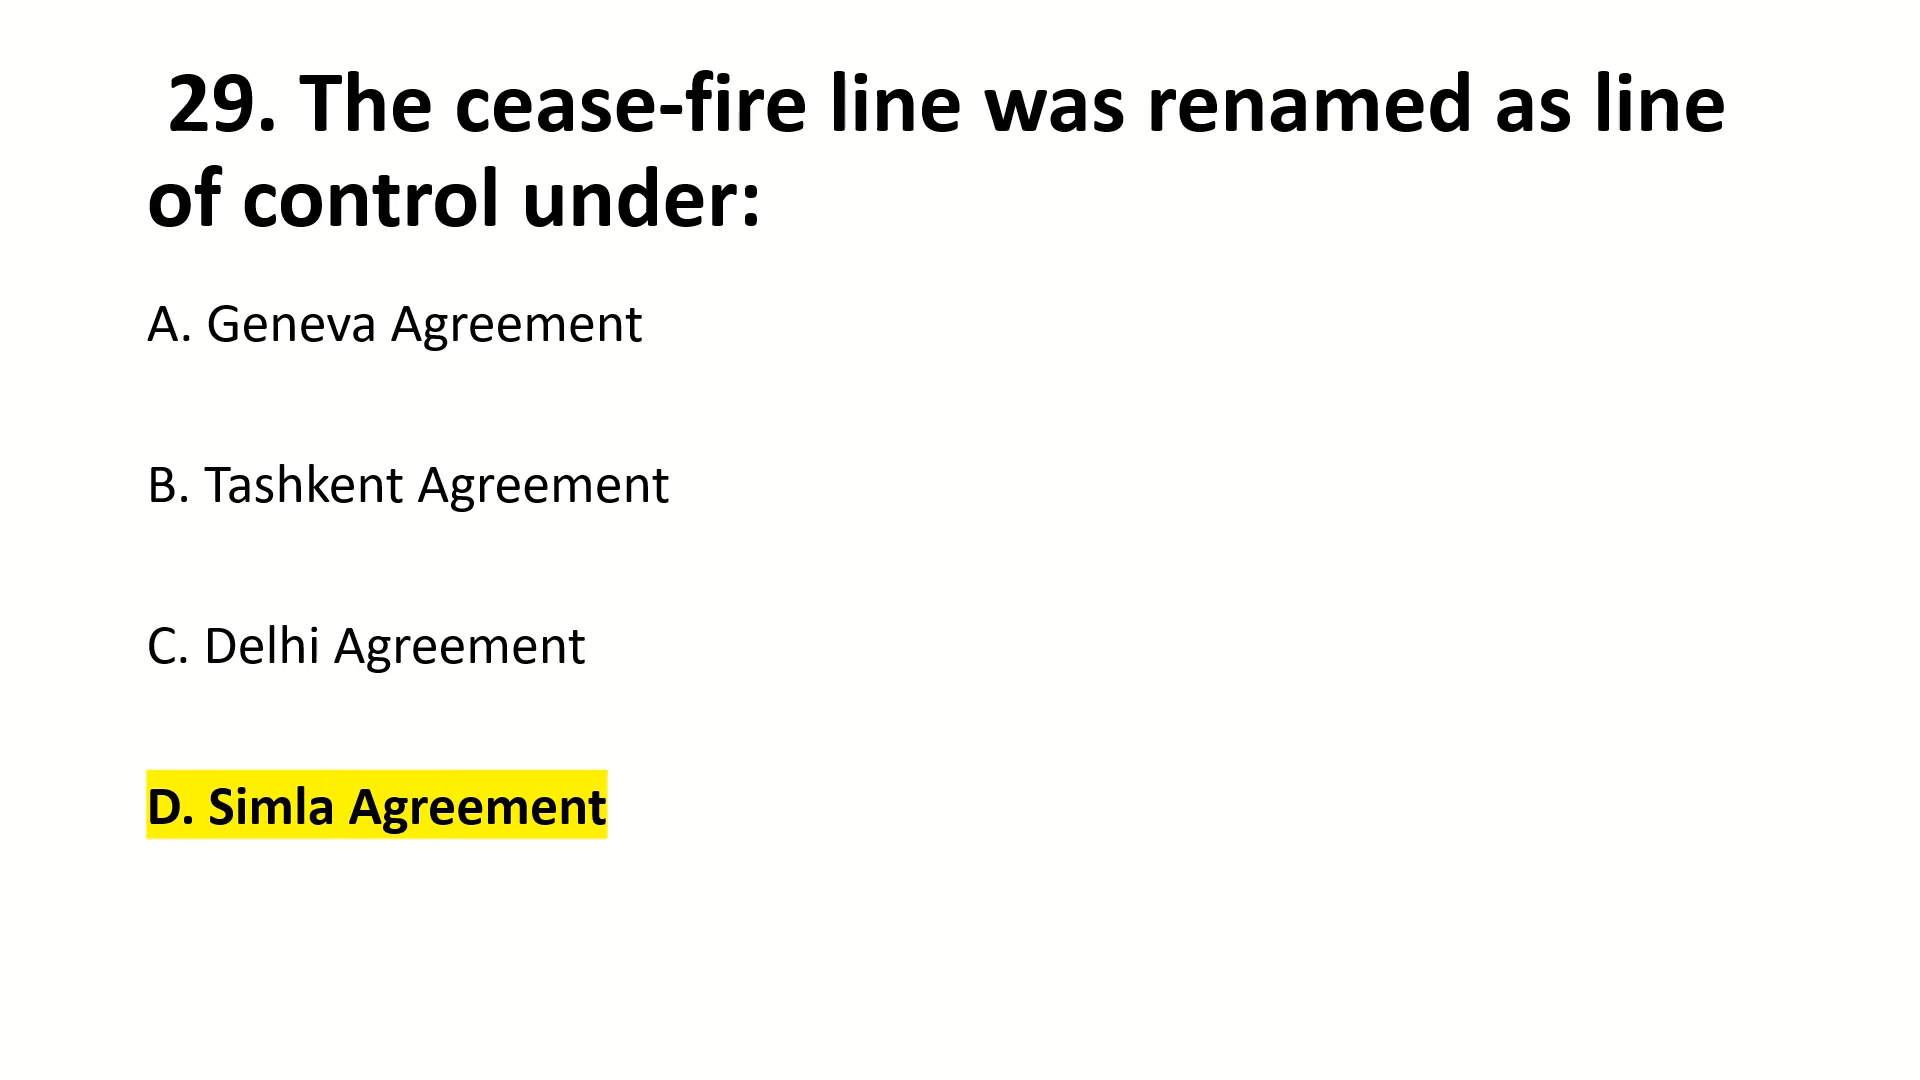 29. The cease-fire line was renamed as line
of control under:
A. Geneva Agreement
B. Tashkent Agreement
C. Delhi Agreement
D. Simla Agreement